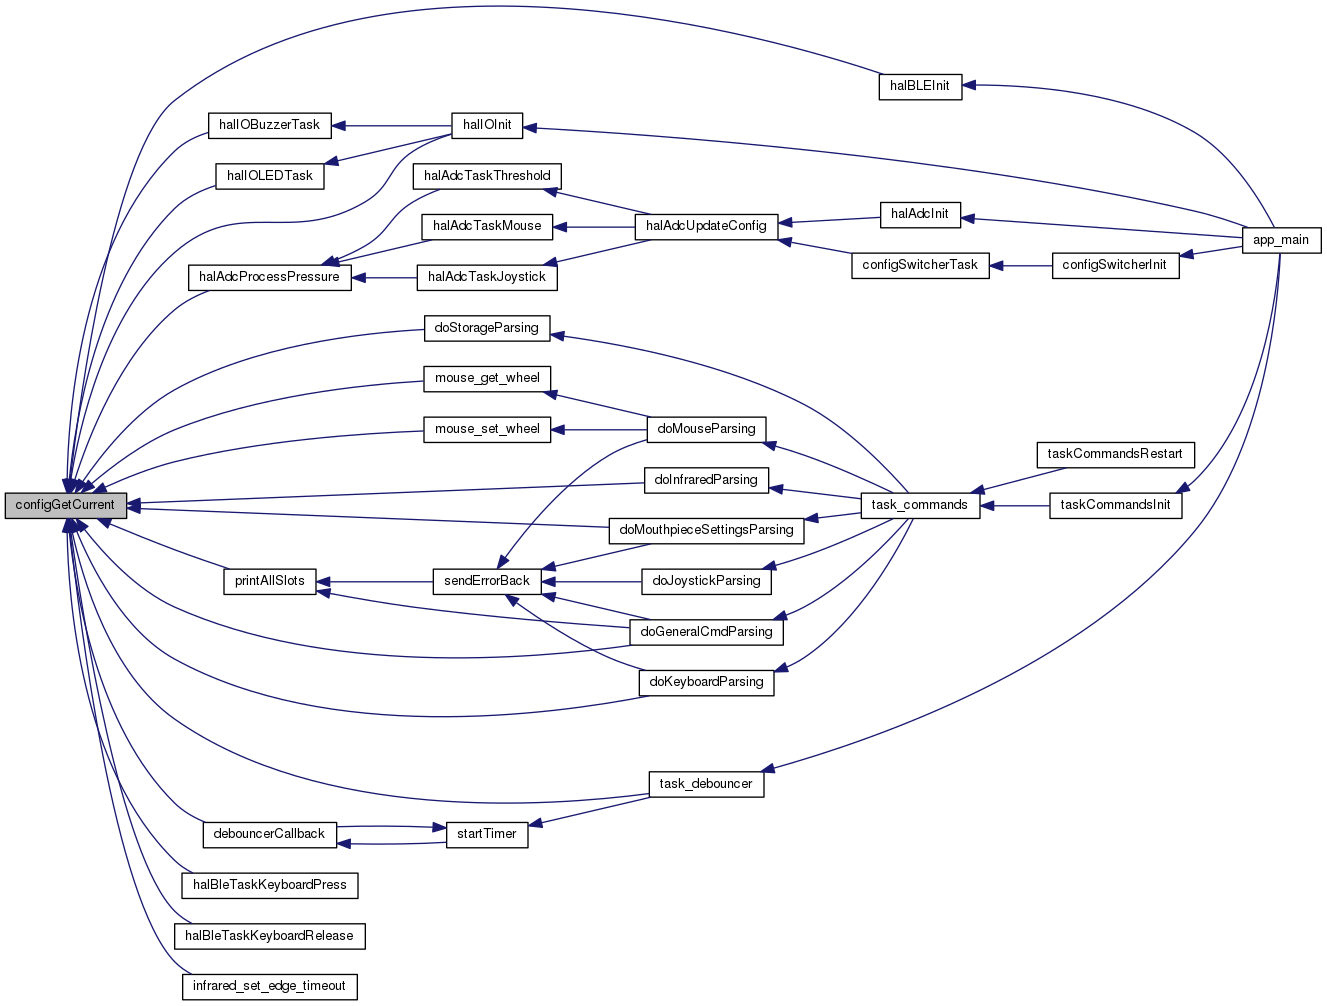 halBLEInit
halIOBuzzerTask
halIOInit
halIOLEDTask
halAdcTaskThreshold
halAdcTaskMouse
halAdcUpdateConfig
halAdcInit
app_main
halAdcProcessPressure
halAdcTaskJoystick
configSwitcherTask
configSwitcherInit
doStorageParsing
mouse_get_wheel
mouse_set_wheel
doMouseParsing
taskCommandsRestart
doInfraredParsing
configGetCurrent
task_commands
taskCommandsInit
doMouthpieceSettingsParsing
printAllSlots
sendErrorBack
doJoystickParsing
doGeneralCmdParsing
doKeyboardParsing
task_debouncer
debouncerCallback
startTimer
halBleTaskKeyboardPress
halBleTaskKeyboardRelease
infrared_set_edge_timeout